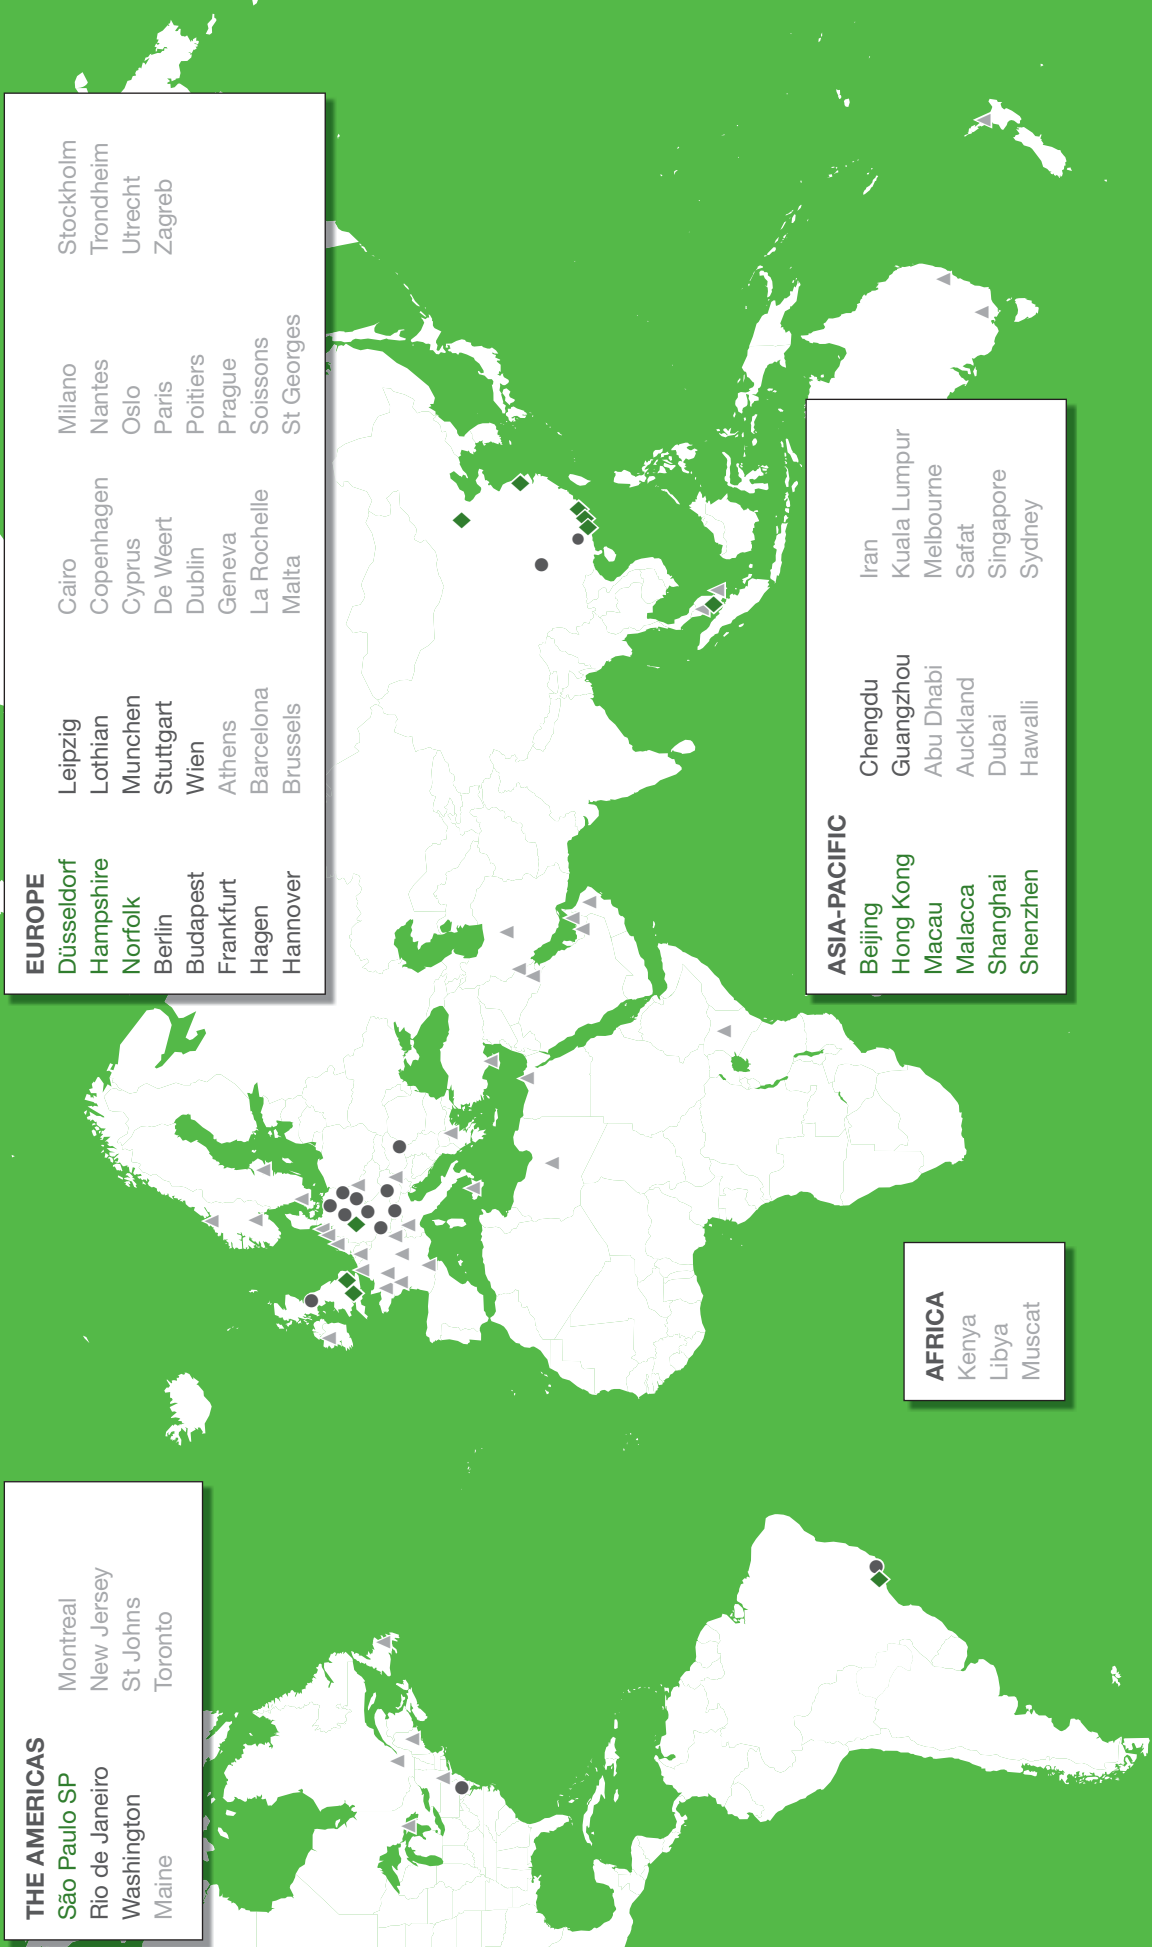 THE AMERICAS
São Paulo SP
Rio de Janeiro
Washington
Maine
Montreal
New Jersey
St Johns
Toronto
EUROPE
Düsseldorf
Hampshire
Norfolk
Berlin
Budapest
Frankfurt
Hagen
Hannover
Leipzig
Lothian
Munchen
Stuttgart
Wien
Athens
Barcelona
Brussels
Cairo
Copenhagen
Cyprus
De Weert
Dublin
Geneva
La Rochelle
Malta
Milano
Nantes
Oslo
Paris
Poitiers
Prague
Soissons
St Georges
Stockholm
Trondheim
Utrecht
Zagreb
AFRICA
Kenya
Libya
Muscat
ASIA-PACIFIC
Beijing
Hong Kong
Macau
Malacca
Shanghai
Shenzhen
Chengdu
Guangzhou
Abu Dhabi
Auckland
Dubai
Hawalli
Iran
Kuala Lumpur
Melbourne
Safat
Singapore
Sydney